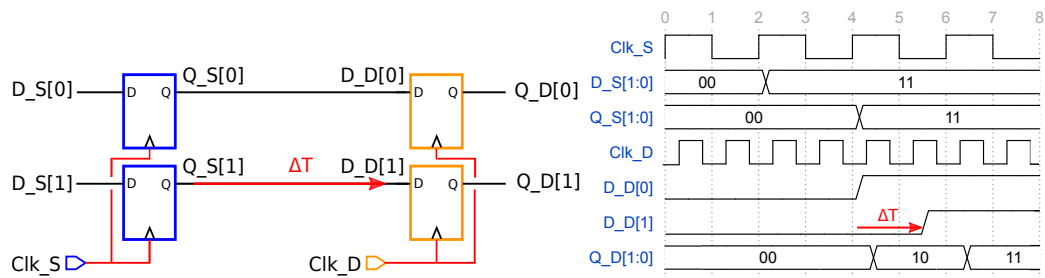 D_S[0]
D
Q
Q_S[0]
D_D[0]
D
Q
Q_D[0]
D_S[1]
D
Q
Q_S[1]
ΔT
D_D[1]
D
Q
Q_D[1]
Clk_S
Clk_D
0 1 2 3 4 5 6 7 8
Clk_S
D_S[1:0] 00 11
Q_S[1:0] 00 11
Clk_D
D_D[0]
D_D[1] ΔT
Q_D[1:0] 00 10 11